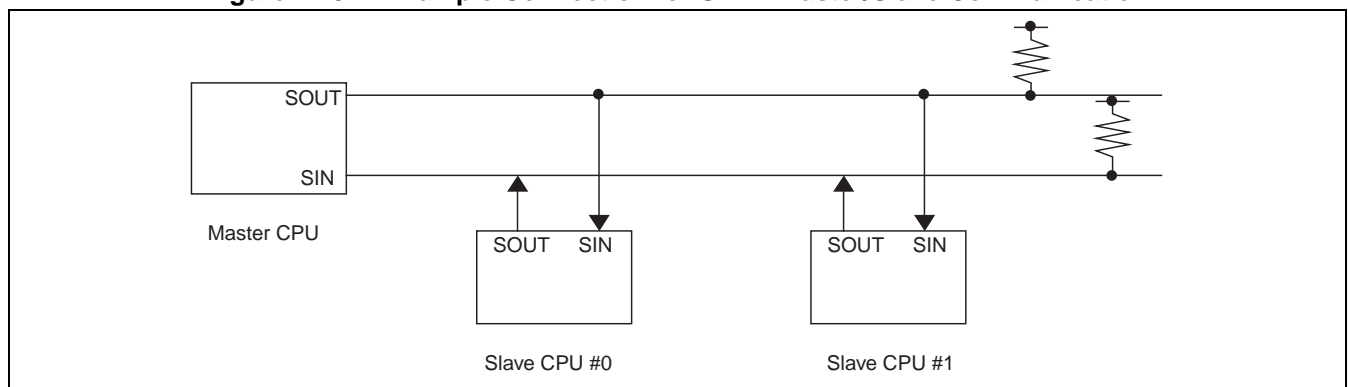 SOUT
SIN
Master CPU
SOUT SIN
SOUT SIN
Slave CPU #0
Slave CPU #1